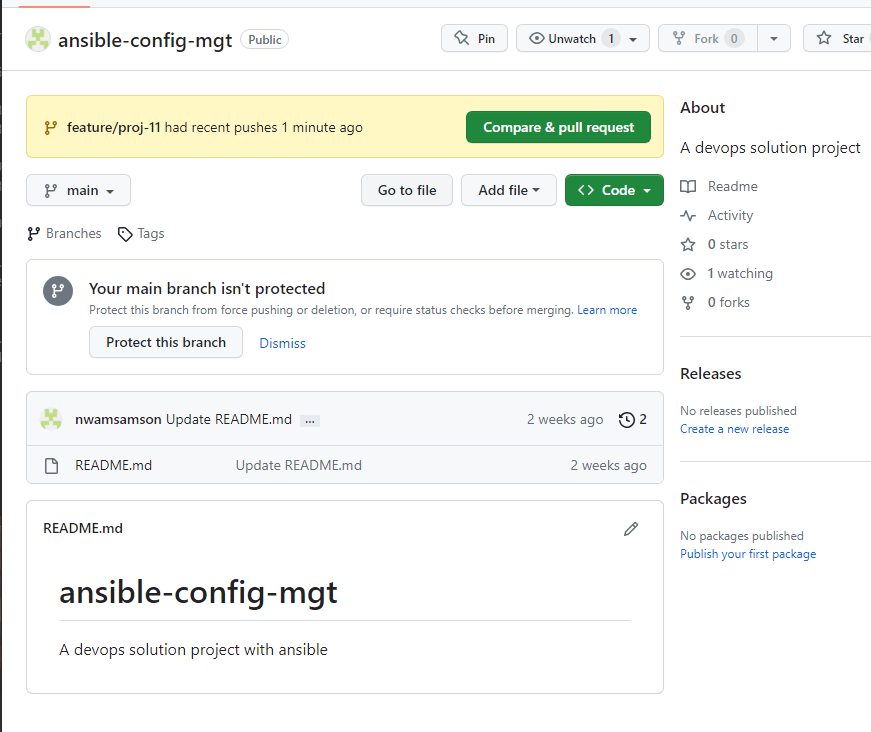 ansible-config-mgt Public Pin Unwatch 1 Fork 0 Star
feature/proj-11 had recent pushes 1 minute ago Compare & pull request
main Go to file Add file Code
Branches Tags
Your main branch isn't protected
Protect this branch from force pushing or deletion, or require status checks before merging. Learn more
Protect this branch Dismiss
nwamsamson Update README.md ... 2 weeks ago 2
README.md Update README.md 2 weeks ago
README.md
ansible-config-mgt
A devops solution project with ansible
About
A devops solution project
Readme
Activity
0 stars
1 watching
0 forks
Releases
No releases published
Create a new release
Packages
No packages published
Publish your first package